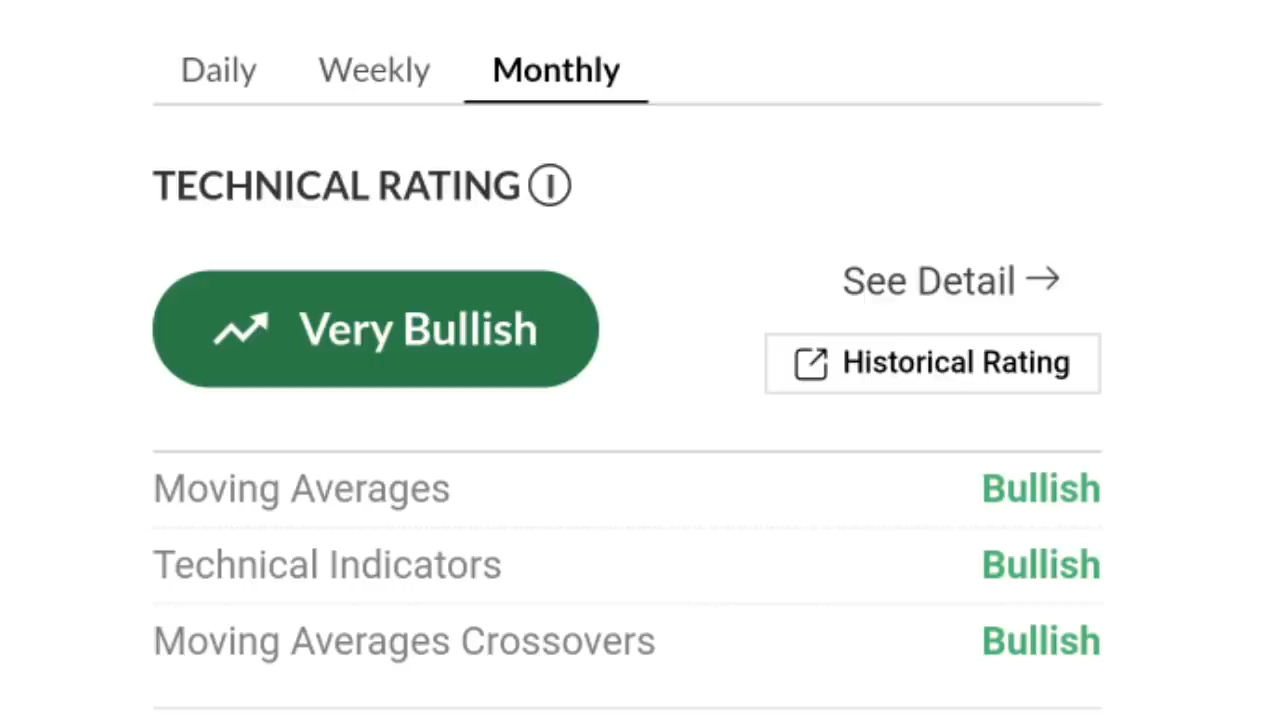 Daily Weekly Monthly
TECHNICAL RATING
See Detail →
Very Bullish
Historical Rating
Moving Averages Bullish
Technical Indicators Bullish
Moving Averages Crossovers Bullish